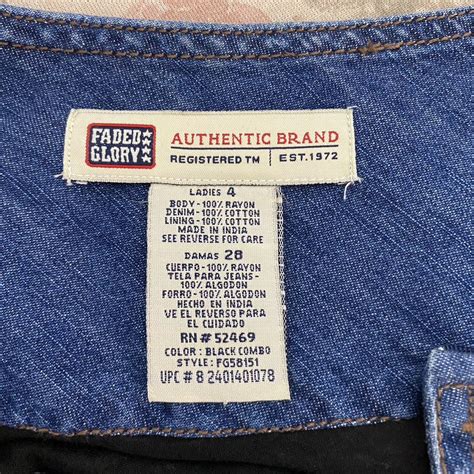 FADED
GLORY
AUTHENTIC BRAND
REGISTERED TM | EST.1972
LADIES 4
BODY - 100% RAYON
DENIM - 100% COTTON
LINING - 100% COTTON
MADE IN INDIA
SEE REVERSE FOR CARE
DAMAS 28
CUERPO - 100% RAYON
TELA PARA JEANS -
100% ALGODON
FORRO - 100% ALGODON
HECHO EN INDIA
VE EL REVERSO PARA
EL CUIDADO
RN# 52469
COLOR : BLACK COMBO
STYLE : FG58151
UPC # 8 2401401078